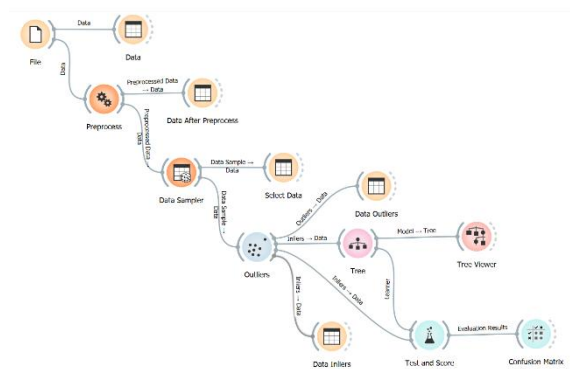 Data
File
Data
Data
Preprocessed Data
→ Data
Preprocess
Data After Preprocess
Preprocessed Data
Data
Data Sample →
Data
Data Sampler
Select Data
Data Sample →
Data
Outliers → Data
Data Outliers
Inliers → Data
Model → Tree
Outliers
Tree
Tree Viewer
Inliers → Data
Learner
Inliers → Data
Evaluation Results
Data Inliers
Test and Score
Confusion Matrix